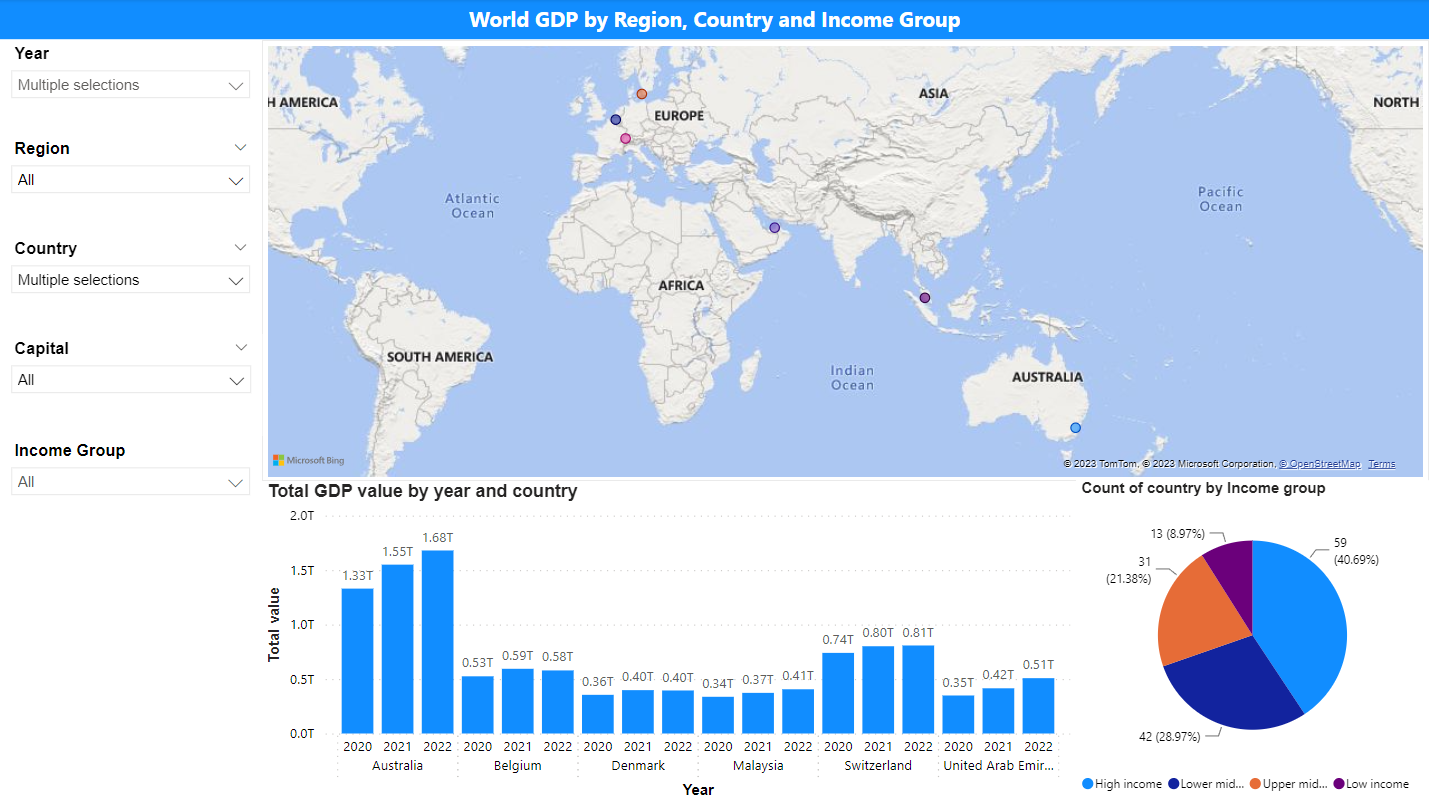 World GDP by Region, Country and Income Group
Year
Multiple selections
Region
All
Country
Multiple selections
Capital
All
Income Group
All
H AMERICA
EUROPE
ASIA
NORTH
Atlantic
Ocean
Pacific
Ocean
AFRICA
SOUTH AMERICA
Indian
Ocean
AUSTRALIA
Microsoft Bing
© 2023 TomTom, © 2023 Microsoft Corporation, © OpenStreetMap Terms
Total GDP value by year and country
Total value
2.0T
1.5T
1.0T
0.5T
0.0T
1.33T
1.55T
1.68T
0.53T
0.59T
0.58T
0.36T
0.40T
0.40T
0.34T
0.37T
0.41T
0.74T
0.80T
0.81T
0.35T
0.42T
0.51T
2020 2021 2022 2020 2021 2022 2020 2021 2022 2020 2021 2022 2020 2021 2022 2020 2021 2022
Australia Belgium Denmark Malaysia Switzerland United Arab Emir...
Year
Count of country by Income group
13 (8.97%)
59
(40.69%)
31
(21.38%)
42 (28.97%)
High income Lower mid... Upper mid... Low income